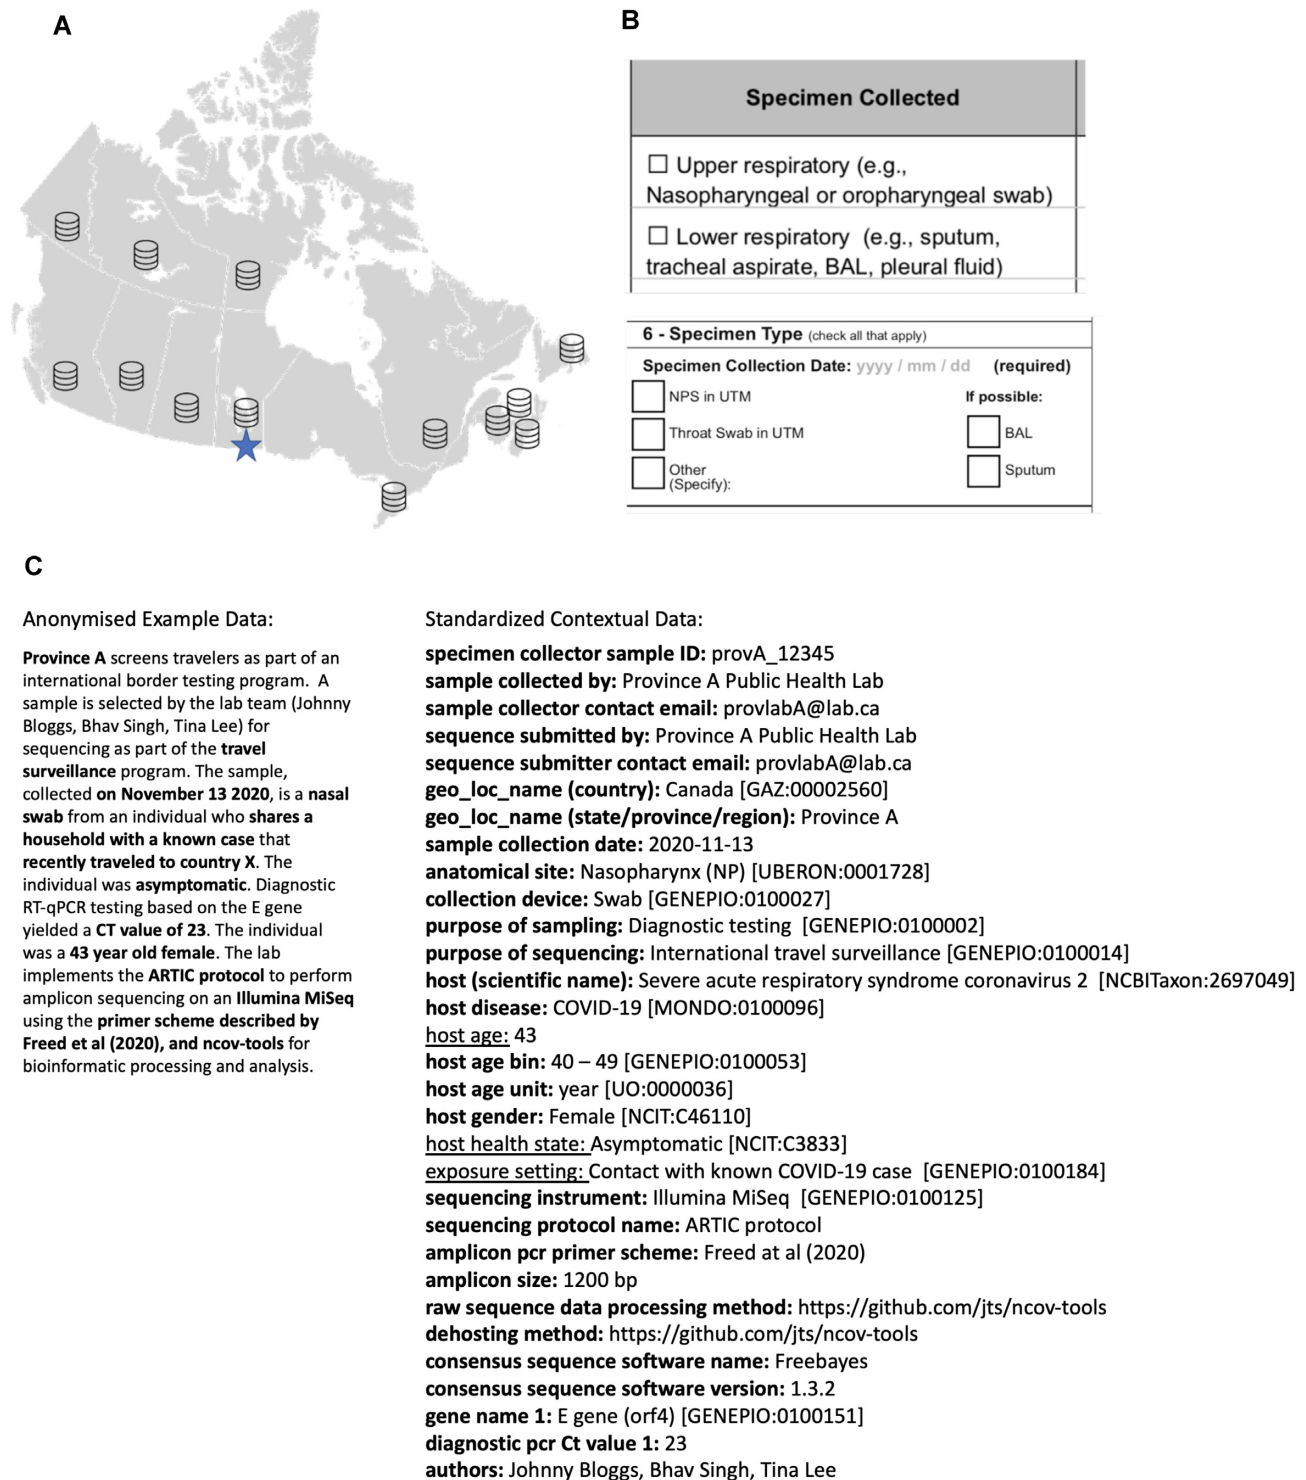 A
B
Specimen Collected
☐ Upper respiratory (e.g.,
Nasopharyngeal or oropharyngeal swab)
☐ Lower respiratory (e.g., sputum,
tracheal aspirate, BAL, pleural fluid)
6 - Specimen Type (check all that apply)
Specimen Collection Date: yyyy / mm / dd (required)
NPS in UTM
If possible:
Throat Swab in UTM
BAL
Other
(Specify):
Sputum
C
Anonymised Example Data:
Province A screens travelers as part of an
international border testing program. A
sample is selected by the lab team (Johnny
Bloggs, Bhav Singh, Tina Lee) for
sequencing as part of the travel
surveillance program. The sample,
collected on November 13 2020, is a nasal
swab from an individual who shares a
household with a known case that
recently traveled to country X. The
individual was asymptomatic. Diagnostic
RT-qPCR testing based on the E gene
yielded a CT value of 23. The individual
was a 43 year old female. The lab
implements the ARTIC protocol to perform
amplicon sequencing on an Illumina MiSeq
using the primer scheme described by
Freed et al (2020), and ncov-tools for
bioinformatic processing and analysis.
Standardized Contextual Data:
specimen collector sample ID: provA_12345
sample collected by: Province A Public Health Lab
sample collector contact email: provlabA@lab.ca
sequence submitted by: Province A Public Health Lab
sequence submitter contact email: provlabA@lab.ca
geo_loc_name (country): Canada [GAZ:00002560]
geo_loc_name (state/province/region): Province A
sample collection date: 2020-11-13
anatomical site: Nasopharynx (NP) [UBERON:0001728]
collection device: Swab [GENEPIO:0100027]
purpose of sampling: Diagnostic testing [GENEPIO:0100002]
purpose of sequencing: International travel surveillance [GENEPIO:0100014]
host (scientific name): Severe acute respiratory syndrome coronavirus 2 [NCBITaxon:2697049]
host disease: COVID-19 [MONDO:0100096]
host age: 43
host age bin: 40 – 49 [GENEPIO:0100053]
host age unit: year [UO:0000036]
host gender: Female [NCIT:C46110]
host health state: Asymptomatic [NCIT:C3833]
exposure setting: Contact with known COVID-19 case [GENEPIO:0100184]
sequencing instrument: Illumina MiSeq [GENEPIO:0100125]
sequencing protocol name: ARTIC protocol
amplicon pcr primer scheme: Freed at al (2020)
amplicon size: 1200 bp
raw sequence data processing method: https://github.com/jts/ncov-tools
dehosting method: https://github.com/jts/ncov-tools
consensus sequence software name: Freebayes
consensus sequence software version: 1.3.2
gene name 1: E gene (orf4) [GENEPIO:0100151]
diagnostic pcr Ct value 1: 23
authors: Johnny Bloggs, Bhav Singh, Tina Lee